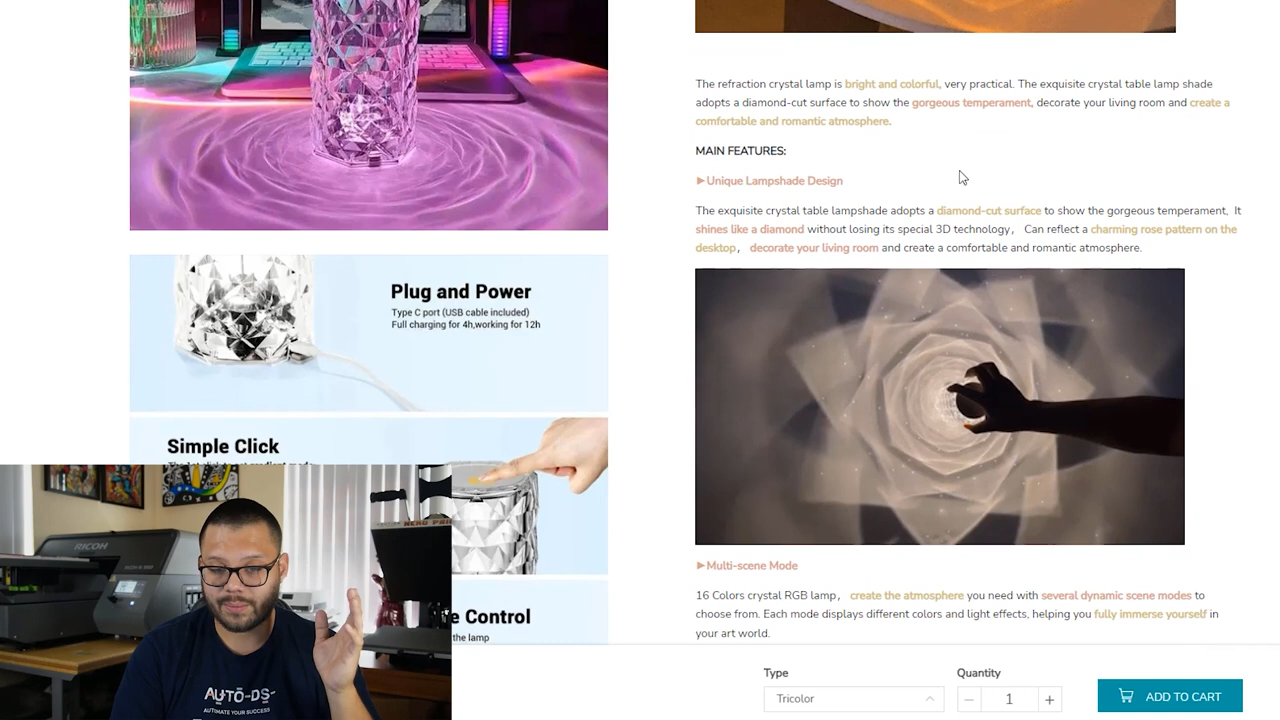 The refraction crystal lamp is bright and colorful, very practical. The exquisite crystal table lamp shade
adopts a diamond-cut surface to show the gorgeous temperament, decorate your living room and create a
comfortable and romantic atmosphere.
MAIN FEATURES:
►Unique Lampshade Design
The exquisite crystal table lampshade adopts a diamond-cut surface to show the gorgeous temperament, It
shines like a diamond without losing its special 3D technology， Can reflect a charming rose pattern on the
desktop， decorate your living room and create a comfortable and romantic atmosphere.
►Multi-scene Mode
16 Colors crystal RGB lamp， create the atmosphere you need with several dynamic scene modes to
choose from. Each mode displays different colors and light effects, helping you fully immerse yourself in
your art world.
Plug and Power
Type C port (USB cable included)
Full charging for 4h,working for 12h
Simple Click
Control
the lamp
RICOH
AUTO-DS-
AUTOMATE YOUR SUCCESS
Type
Tricolor
Quantity
1
ADD TO CART